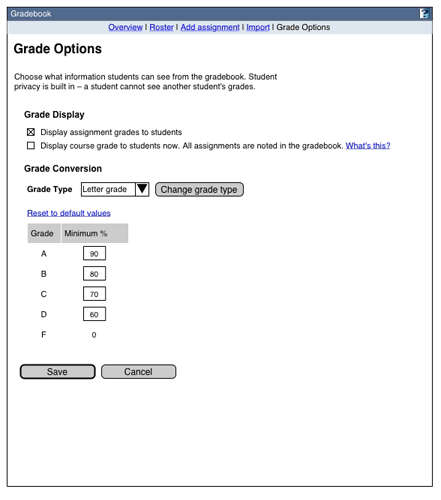 Gradebook
Overview | Roster | Add assignment | Import | Grade Options
Grade Options
Choose what information students can see from the gradebook. Student
privacy is built in – a student cannot see another student's grades.
Grade Display
Display assignment grades to students
Display course grade to students now. All assignments are noted in the gradebook. What's this?
Grade Conversion
Grade Type Letter grade Change grade type
Reset to default values
Grade Minimum %
A 90
B 80
C 70
D 60
F 0
Save Cancel